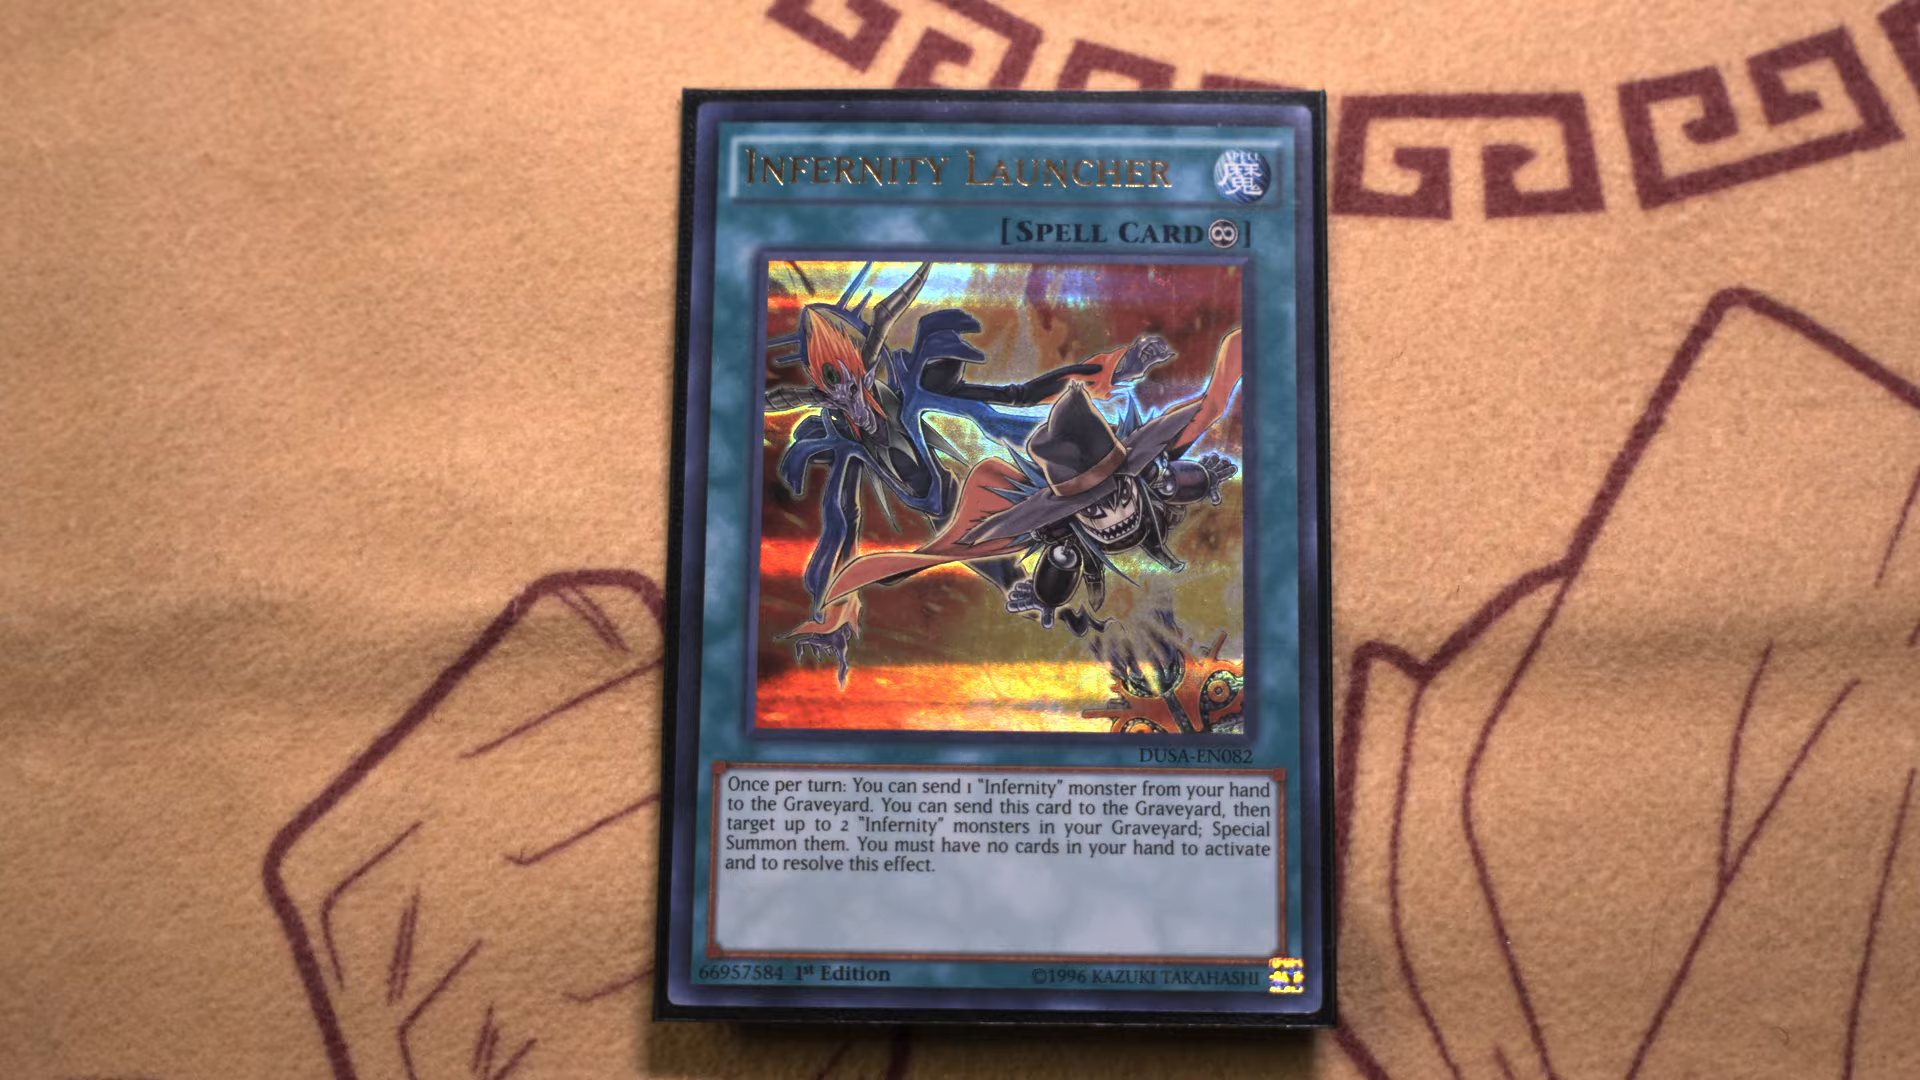 INFERNITY LAUNCHER
SPELL
魔
[SPELL CARD∞]
DUSA-EN082
Once per turn: You can send 1 "Infernity" monster from your hand
to the Graveyard. You can send this card to the Graveyard, then
target up to 2 "Infernity" monsters in your Graveyard; Special
Summon them. You must have no cards in your hand to activate
and to resolve this effect.
66957584 1st Edition
©1996 KAZUKI TAKAHASHI